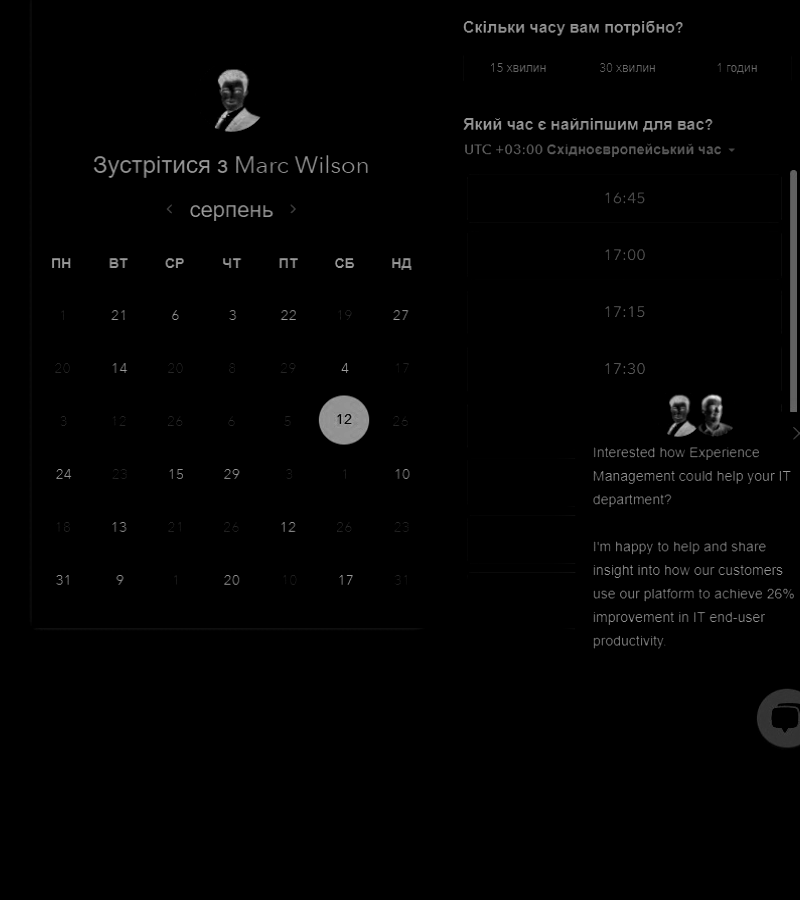 Зустрітися з Marc Wilson
серпень
ПН ВТ СР ЧТ ПТ СБ НД
1 21 6 3 22 19 27
20 14 20 8 29 4 17
3 12 26 6 5 12 26
24 23 15 29 3 1 10
18 13 21 26 12 26 23
31 9 1 20 10 17 31
Скільки часу вам потрібно?
15 хвилин 30 хвилин 1 годин
Який час є найліпшим для вас?
UTC +03:00 Східноєвропейський час
16:45
17:00
17:15
17:30
Interested how Experience
Management could help your IT
department?
I'm happy to help and share
insight into how our customers
use our platform to achieve 26%
improvement in IT end-user
productivity.